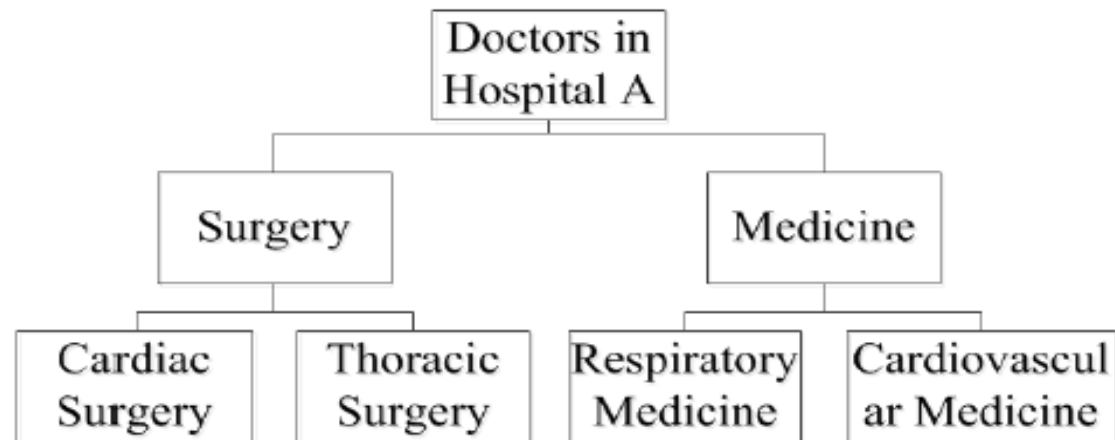 Doctors in
Hospital A
Surgery
Medicine
Cardiac
Surgery
Thoracic
Surgery
Respiratory
Medicine
Cardiovascul
ar Medicine